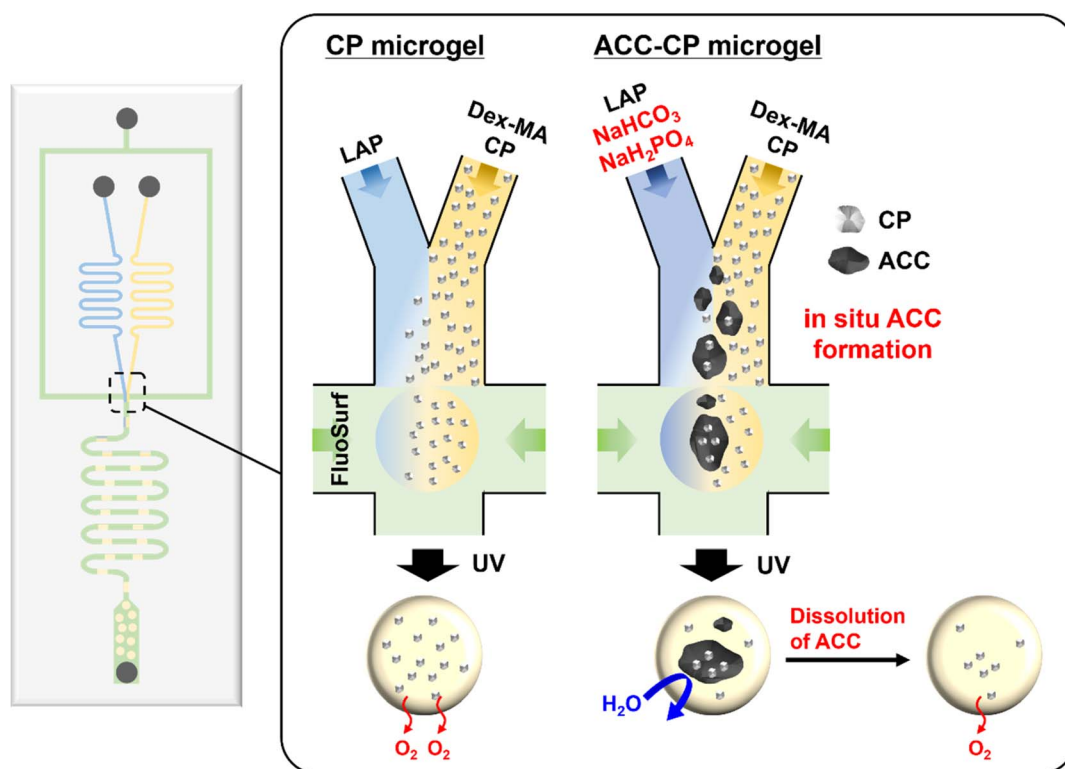 CP microgel
LAP
Dex-MA
CP
FluoSurf
UV
O₂ O₂
ACC-CP microgel
LAP
NaHCO₃
NaH₂PO₄
Dex-MA
CP
CP
ACC
in situ ACC
formation
UV
H₂O
Dissolution
of ACC
O₂